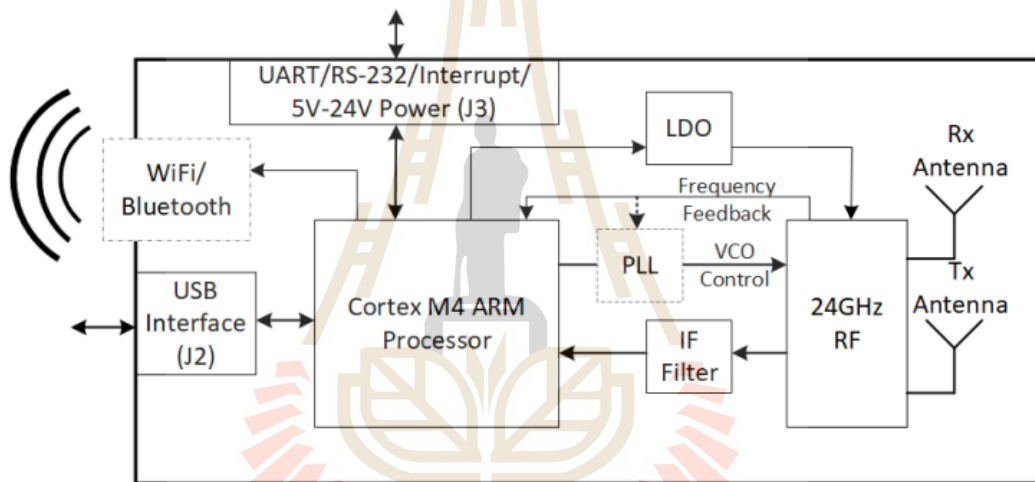 UART/RS-232/Interrupt/
5V-24V Power (J3)
WiFi/
Bluetooth
LDO
Rx
Antenna
Frequency
Feedback
PLL
VCO
Control
USB
Interface
(J2)
Cortex M4 ARM
Processor
IF
Filter
24GHz
RF
Tx
Antenna